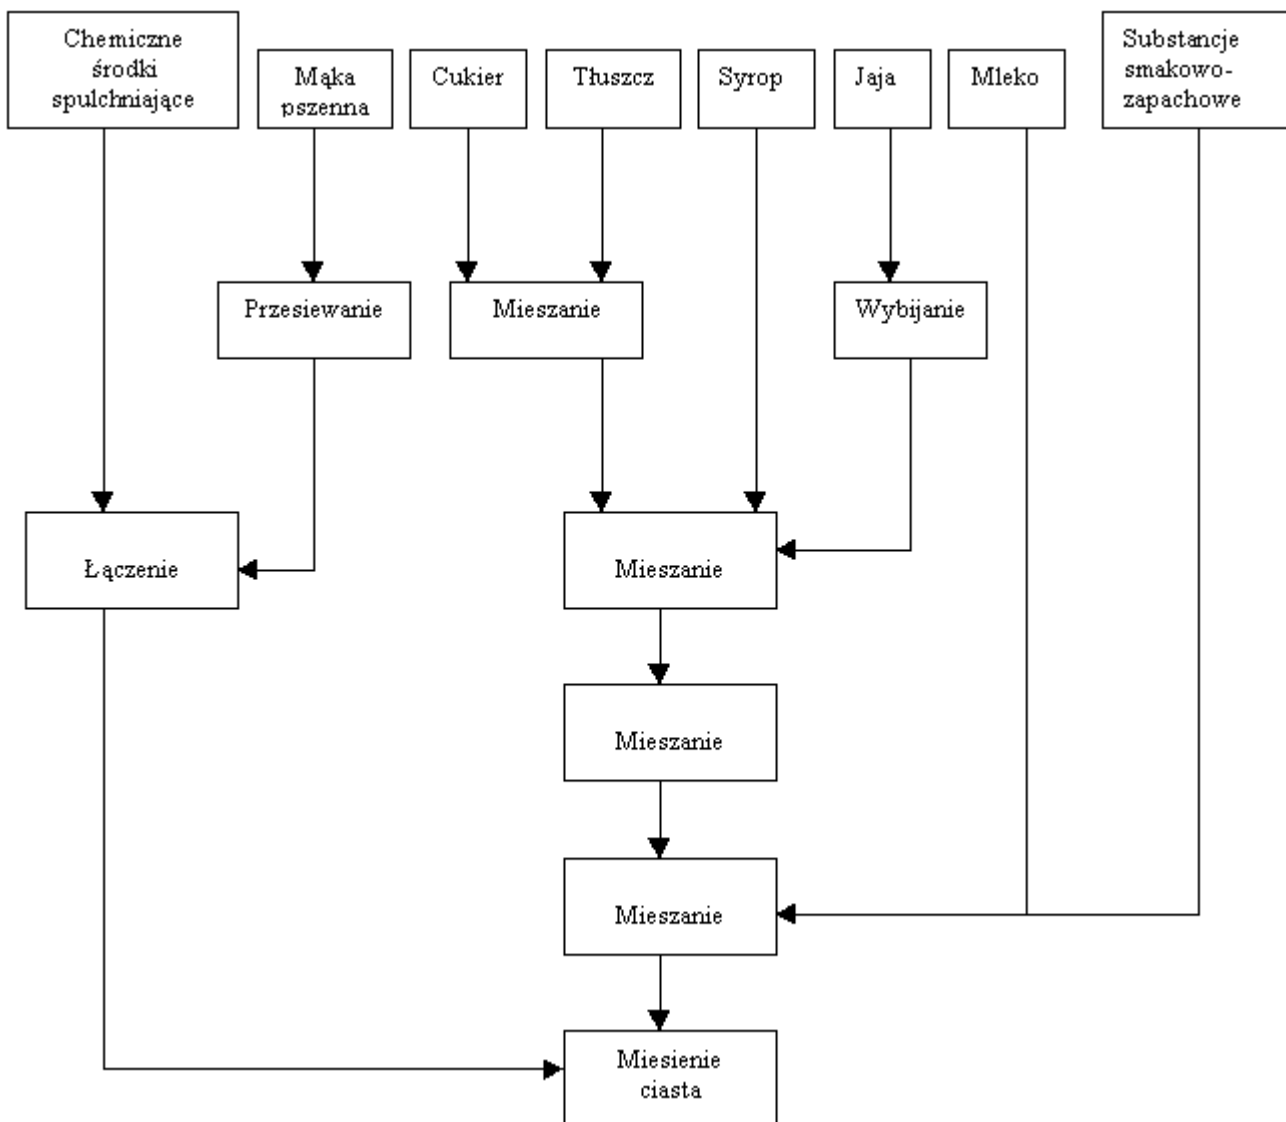 Chemiczne
środki
spulchniające
Mąka
pszenna
Cukier
Tłuszcz
Syrop
Jaja
Mleko
Substancje
smakowo-
zapachowe
Przesiewanie
Mieszanie
Wybijanie
Łączenie
Mieszanie
Mieszanie
Mieszanie
Miesienie
ciasta